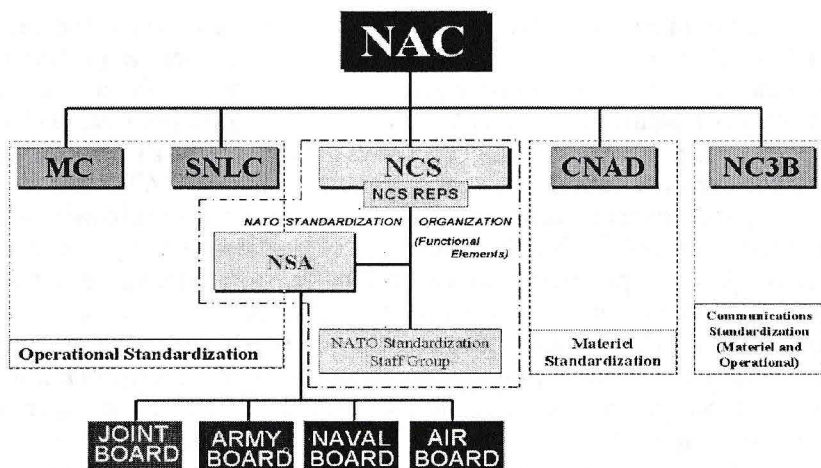 NAC
MC
SNLC
NCS
CNAD
NC3B
NCS REPS
NATO STANDARDIZATION ORGANIZATION
(Functional
Elements)
NSA
NATO Standardization
Staff Group
Operational Standardization
Materiel
Standardization
Communications
Standardization
(Materiel and
Operational)
JOINT
BOARD
ARMY
BOARD
NAVAL
BOARD
AIR
BOARD